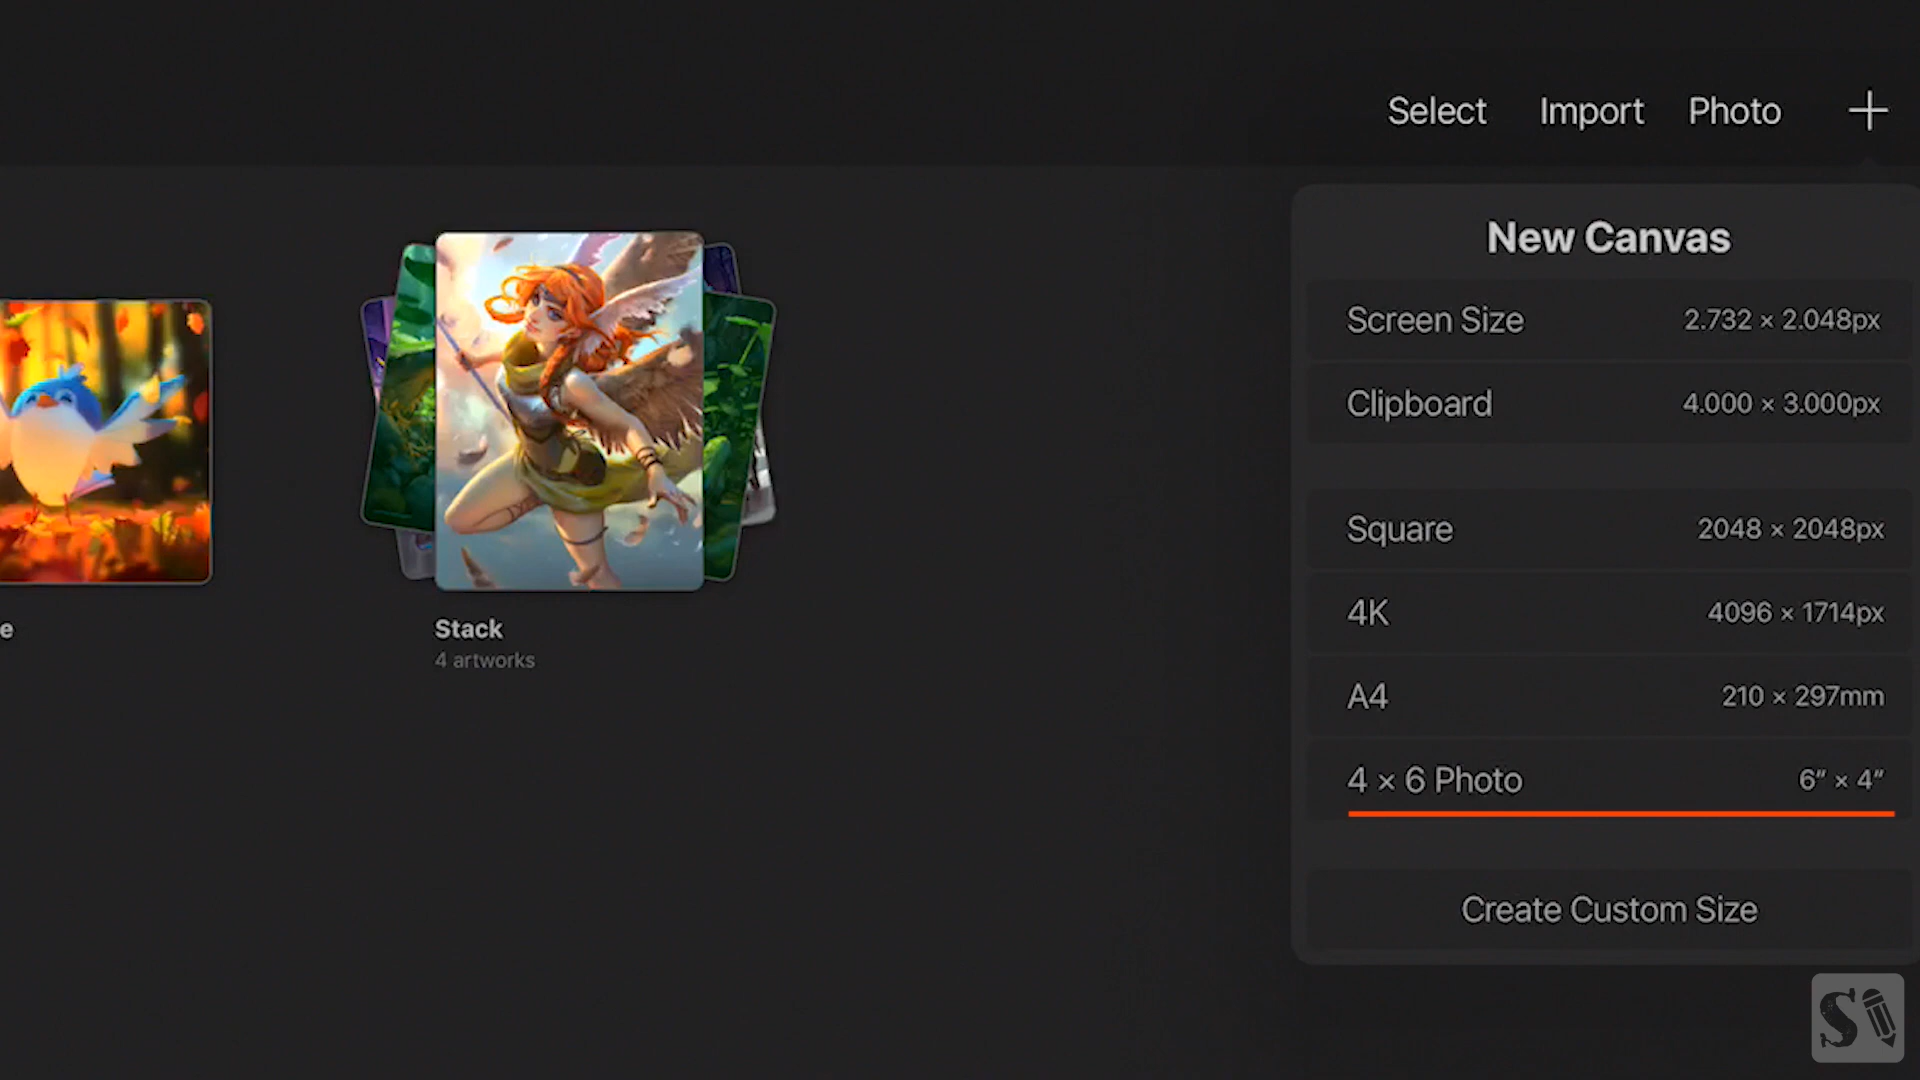 Select Import Photo +
New Canvas
Screen Size 2.732 × 2.048px
Clipboard 4.000 × 3.000px
Square 2048 × 2048px
4K 4096 × 1714px
A4 210 × 297mm
4 × 6 Photo 6” × 4”
Create Custom Size
e
Stack
4 artworks
S